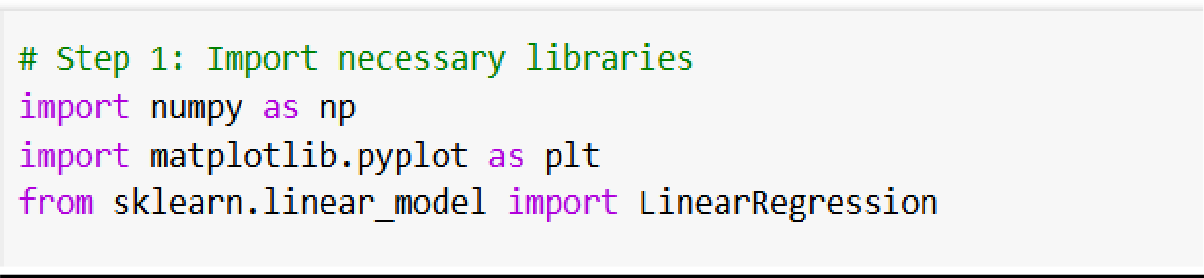 # Step 1: Import necessary libraries
import numpy as np
import matplotlib.pyplot as plt
from sklearn.linear_model import LinearRegression